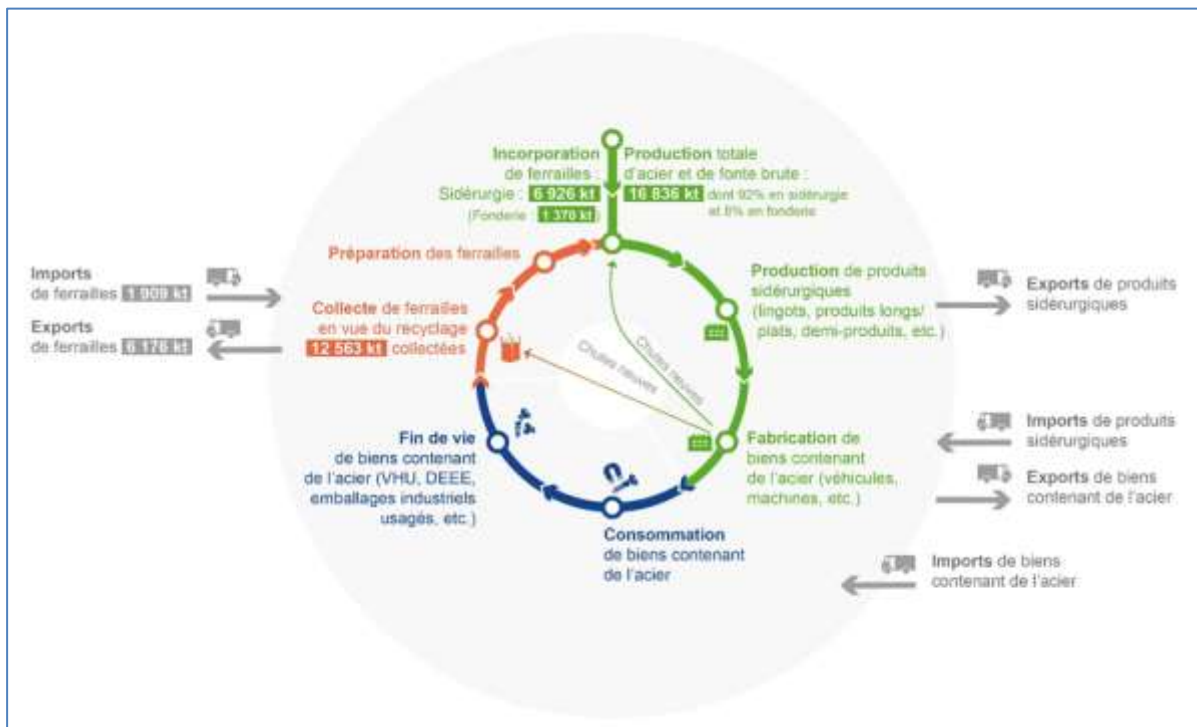 Incorporation
de ferrailles :
Sidérurgie : 6 926 kt
(Fonderie : 1 370 kt)
Production totale
d'acier et de fonte brute :
16 836 kt dont 92% en sidérurgie
et 8% en fonderie
Préparation des ferrailles
Imports
de ferrailles 1 909 kt
Exports
de ferrailles 6 176 kt
Collecte de ferrailles
en vue du recyclage
12 563 kt collectées
Production de produits
sidérurgiques
(lingots, produits longs/
plats, demi-produits, etc.)
Exports de produits
sidérurgiques
Chutes neuves
Chutes neuves
Fin de vie
de biens contenant
de l'acier (VHU, DEEE,
emballages industriels
usagés, etc.)
Fabrication de
biens contenant
de l'acier (véhicules,
machines, etc.)
Imports de produits
sidérurgiques
Exports de biens
contenant de l'acier
Consommation
de biens contenant
de l'acier
Imports de biens
contenant de l'acier